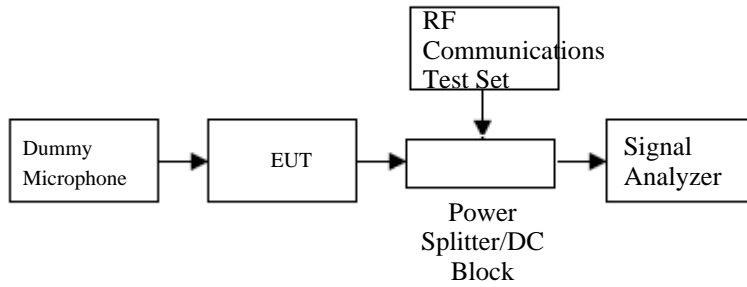 RF
Communications
Test Set
Dummy
Microphone
EUT
Signal
Analyzer
Power
Splitter/DC
Block